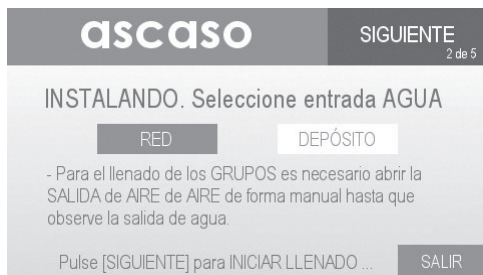 ascaso
SIGUIENTE
2 de 5
INSTALANDO. Seleccione entrada AGUA
RED
DEPÓSITO
- Para el llenado de los GRUPOS es necesario abrir la
SALIDA de AIRE de AIRE de forma manual hasta que
observe la salida de agua.
Pulse [SIGUIENTE] para INICIAR LLENADO ...
SALIR